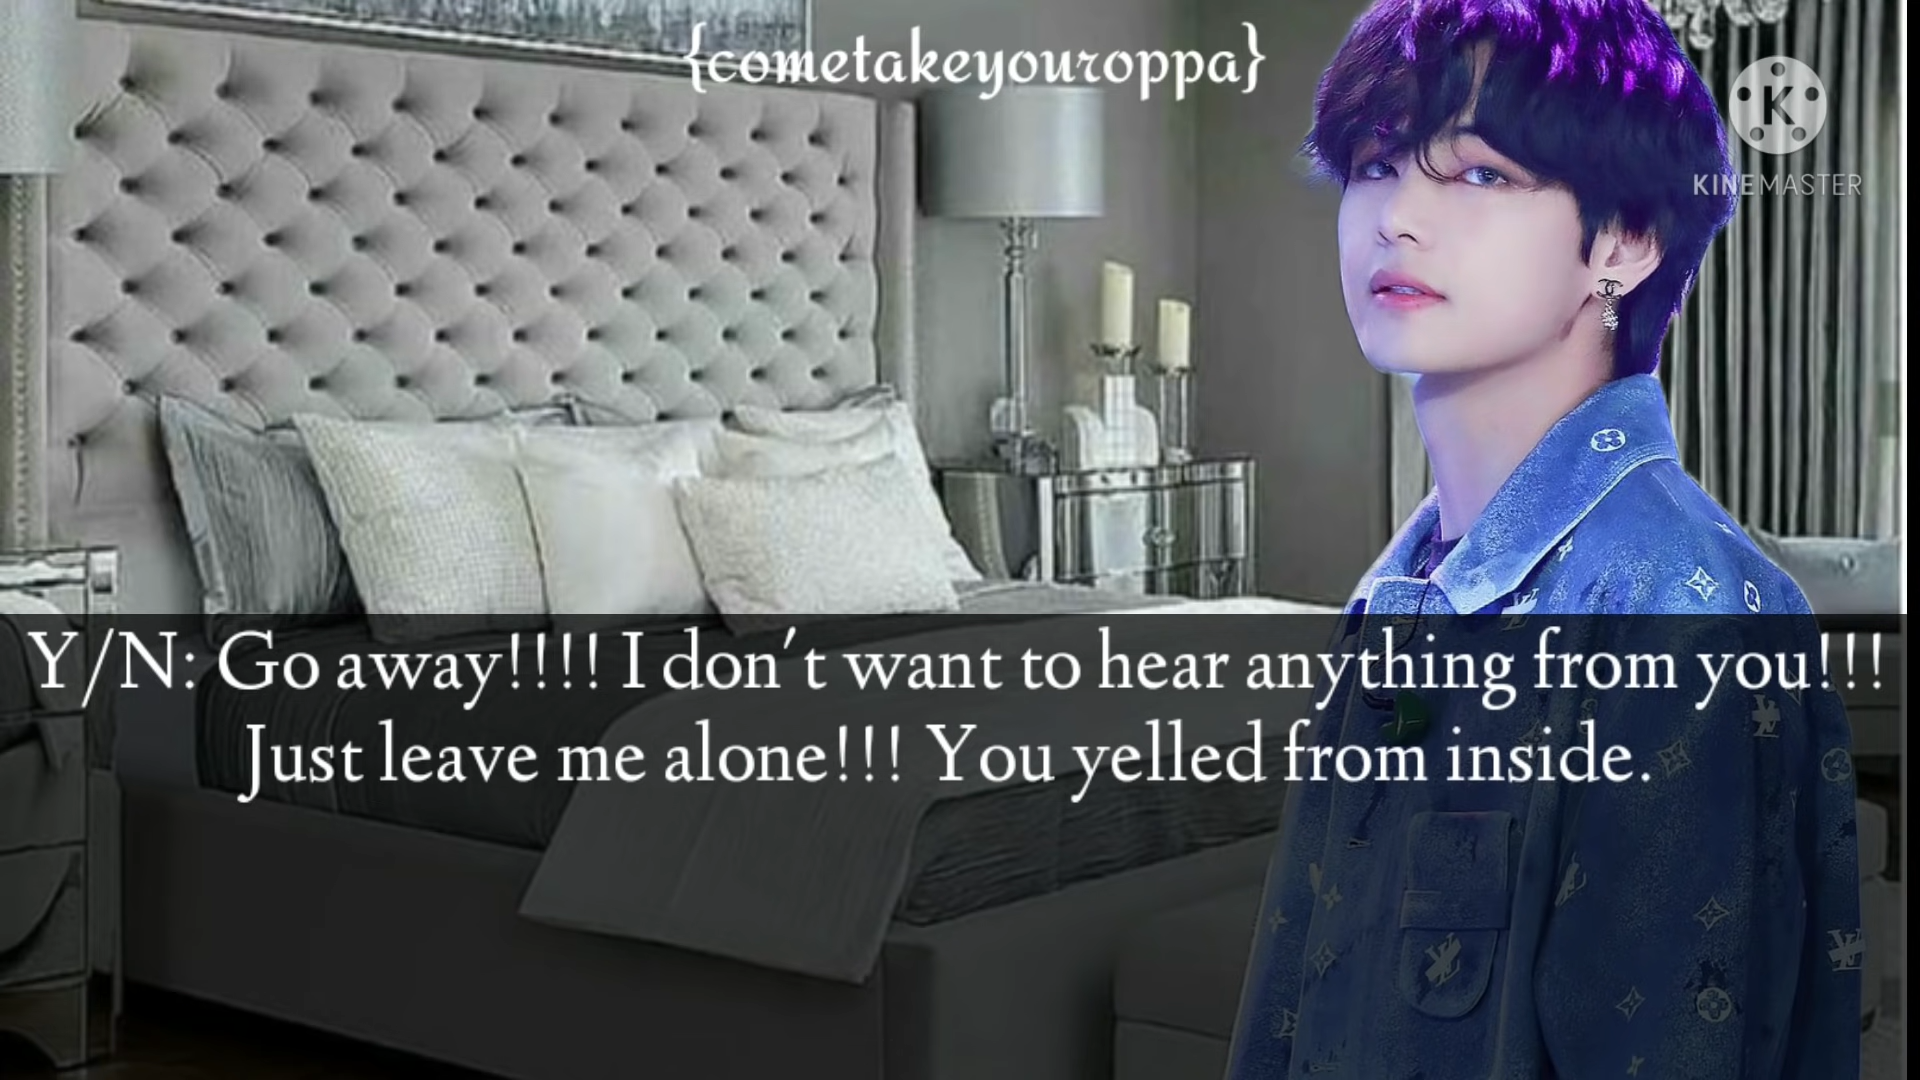 {cometakeyouroppa}
K
KINEMASTER
Y/N: Go away!!!! I don't want to hear anything from you!!!
Just leave me alone!!! You yelled from inside.